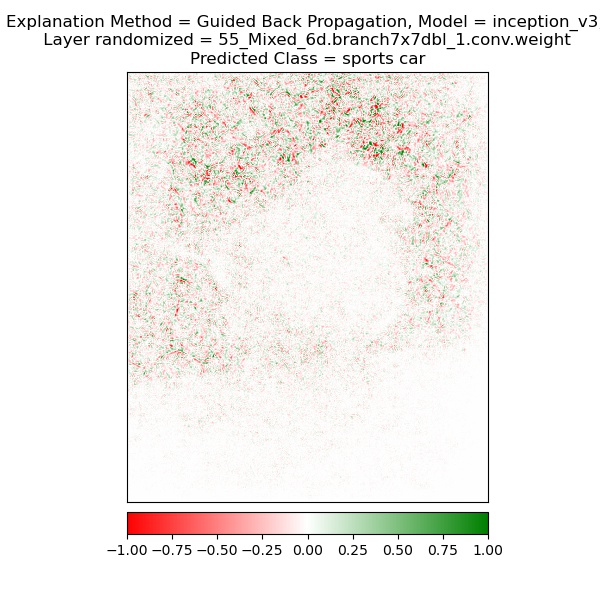 Explanation Method = Guided Back Propagation, Model = inception_v3
Layer randomized = 55_Mixed_6d.branch7x7dbl_1.conv.weight
Predicted Class = sports car
−1.00 −0.75 −0.50 −0.25 0.00 0.25 0.50 0.75 1.00